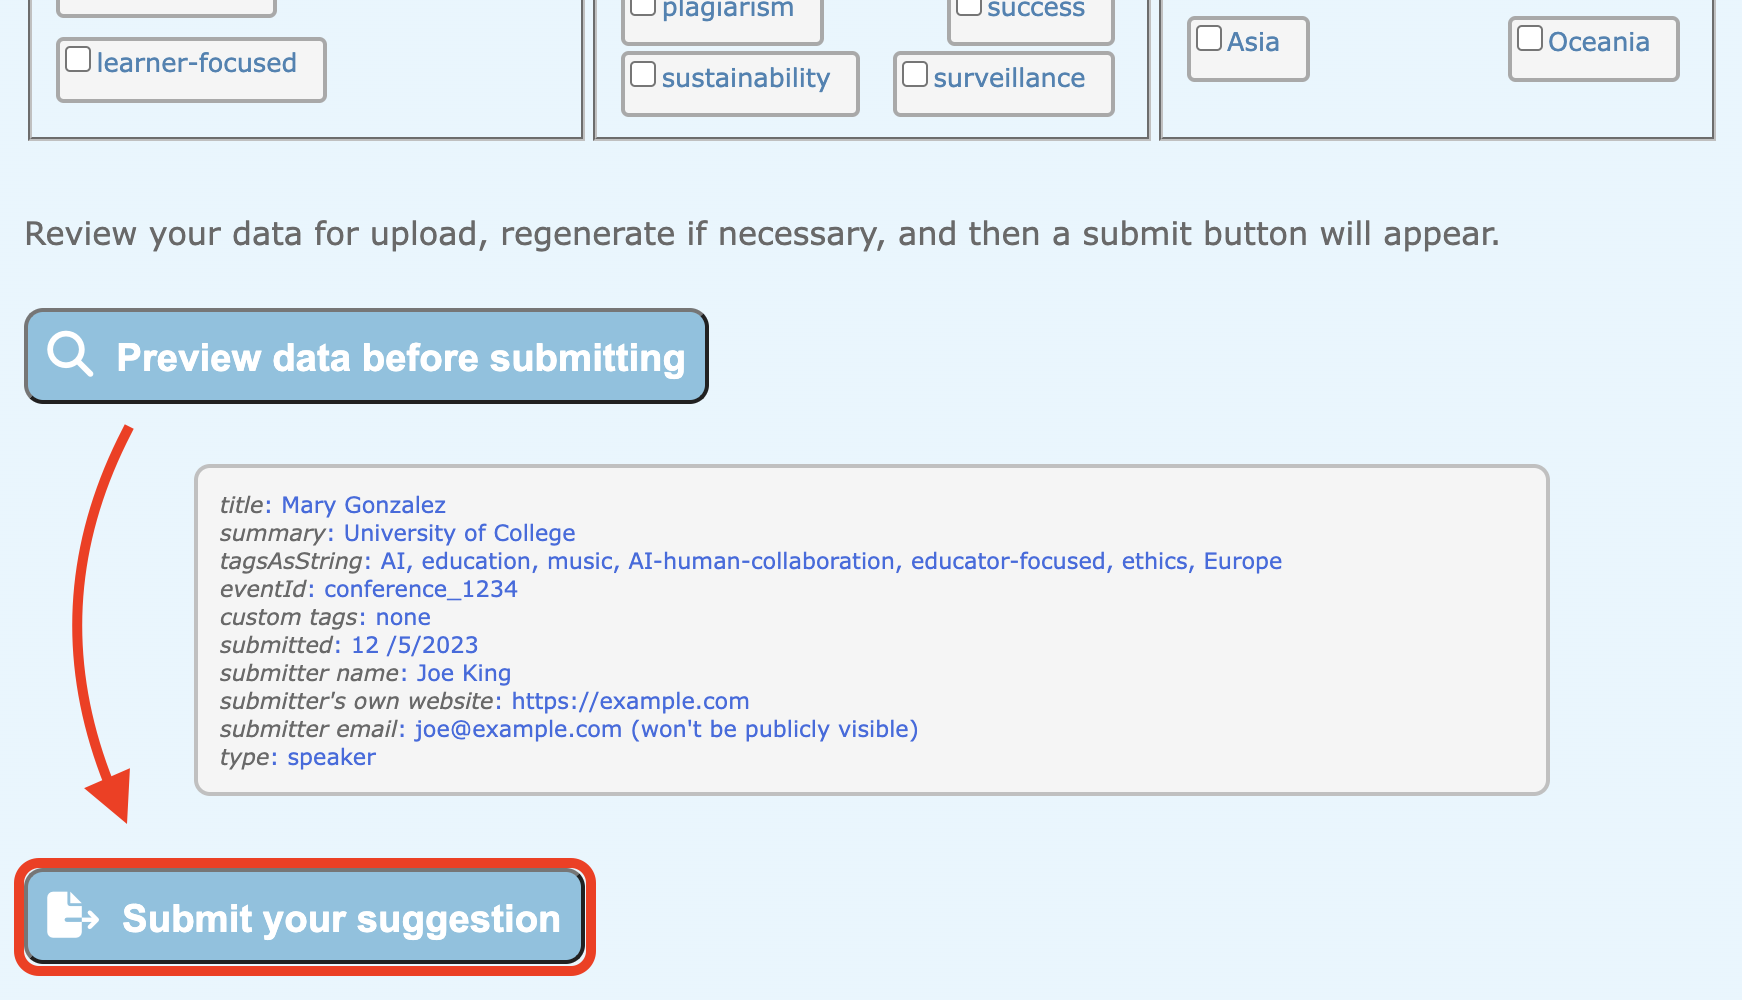 plagiarism
success
Asia
Oceania
learner-focused
sustainability
surveillance
Review your data for upload, regenerate if necessary, and then a submit button will appear.
Preview data before submitting
title: Mary Gonzalez
summary: University of College
tagsAsString: AI, education, music, AI-human-collaboration, educator-focused, ethics, Europe
eventId: conference_1234
custom tags: none
submitted: 12 /5/2023
submitter name: Joe King
submitter's own website: https://example.com
submitter email: joe@example.com (won't be publicly visible)
type: speaker
Submit your suggestion